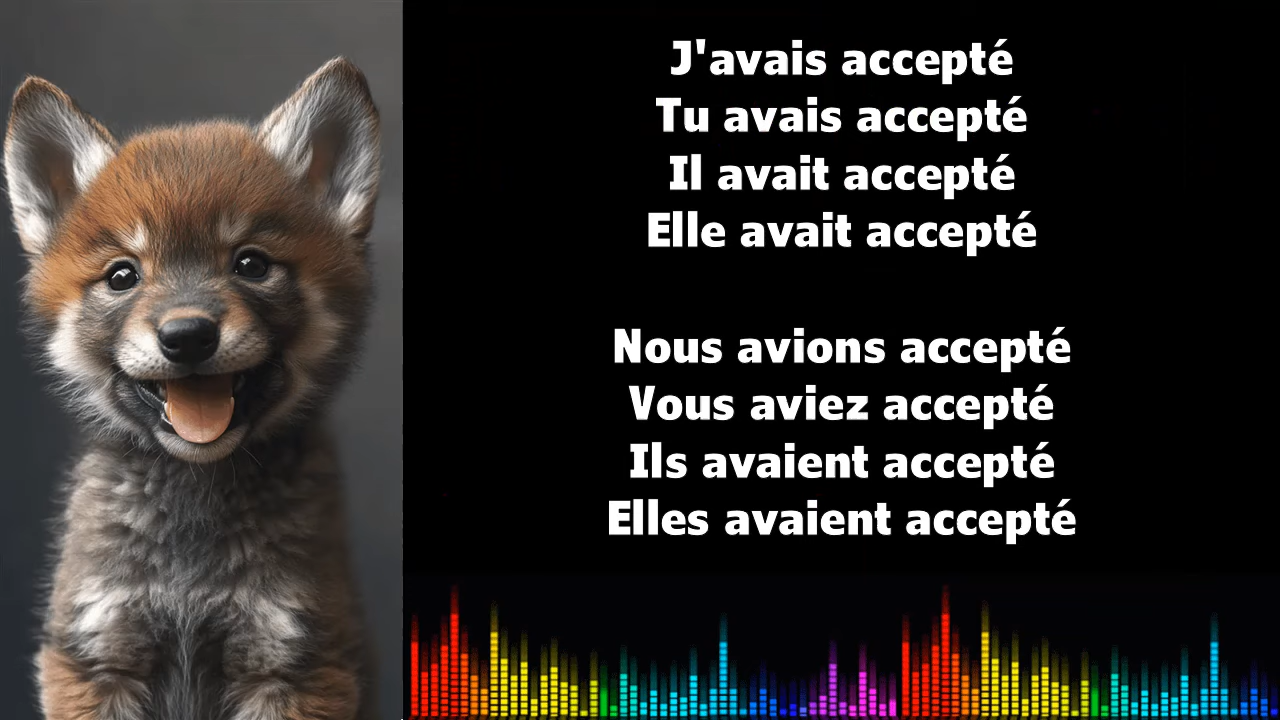 J'avais accepté
Tu avais accepté
Il avait accepté
Elle avait accepté
Nous avions accepté
Vous aviez accepté
Ils avaient accepté
Elles avaient accepté